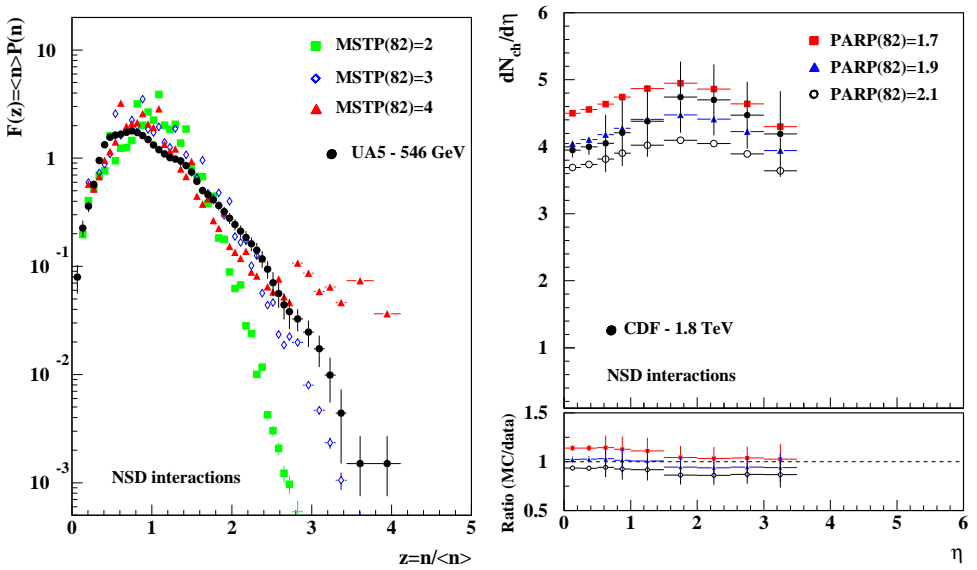 F(z)=<n>P(n)
10
1
10^-1
10^-2
10^-3
MSTP(82)=2
MSTP(82)=3
MSTP(82)=4
UA5 - 546 GeV
NSD interactions
0 1 2 3 4 5
z=n/<n>
dN_ch/dη
6
5
4
3
2
1
PARP(82)=1.7
PARP(82)=1.9
PARP(82)=2.1
CDF - 1.8 TeV
NSD interactions
Ratio (MC/data)
1.5
1
0.5
0 1 2 3 4 5 6
η